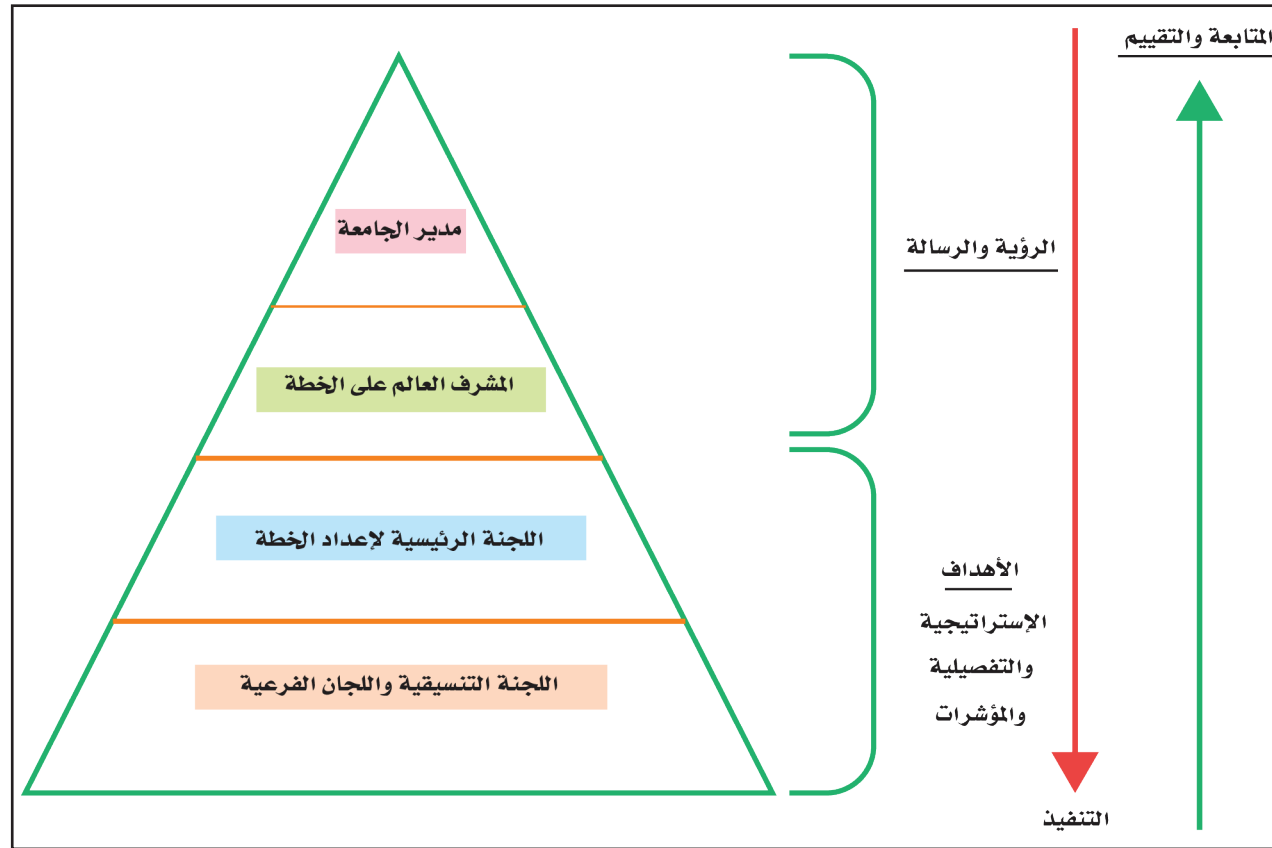 المتابعة والتقييم
مدير الجامعة
الرؤية والرسالة
المشرف العالم على الخطة
اللجنة الرئيسية لإعداد الخطة
الأهداف
الإستراتيجية
والتفصيلية
والمؤشرات
اللجنة التنسيقية واللجان الفرعية
التنفيذ